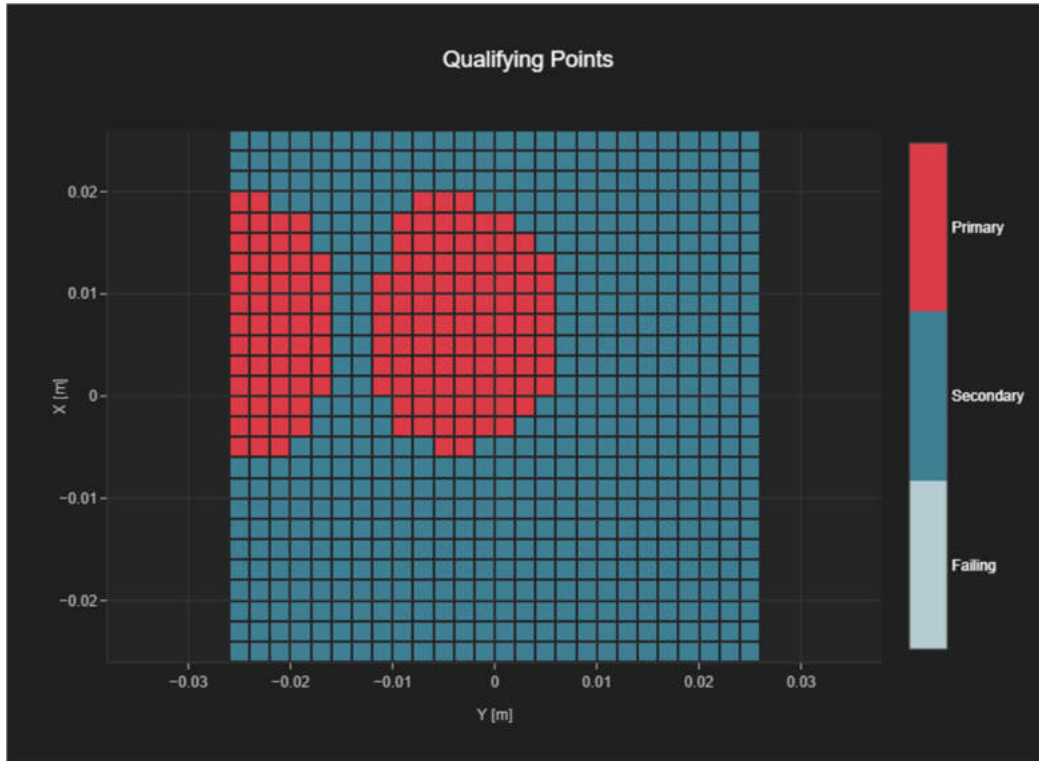 Qualifying Points
0.02
0.01
0
−0.01
−0.02
X [m]
−0.03
−0.02
−0.01
0
0.01
0.02
0.03
Y [m]
Primary
Secondary
Failing